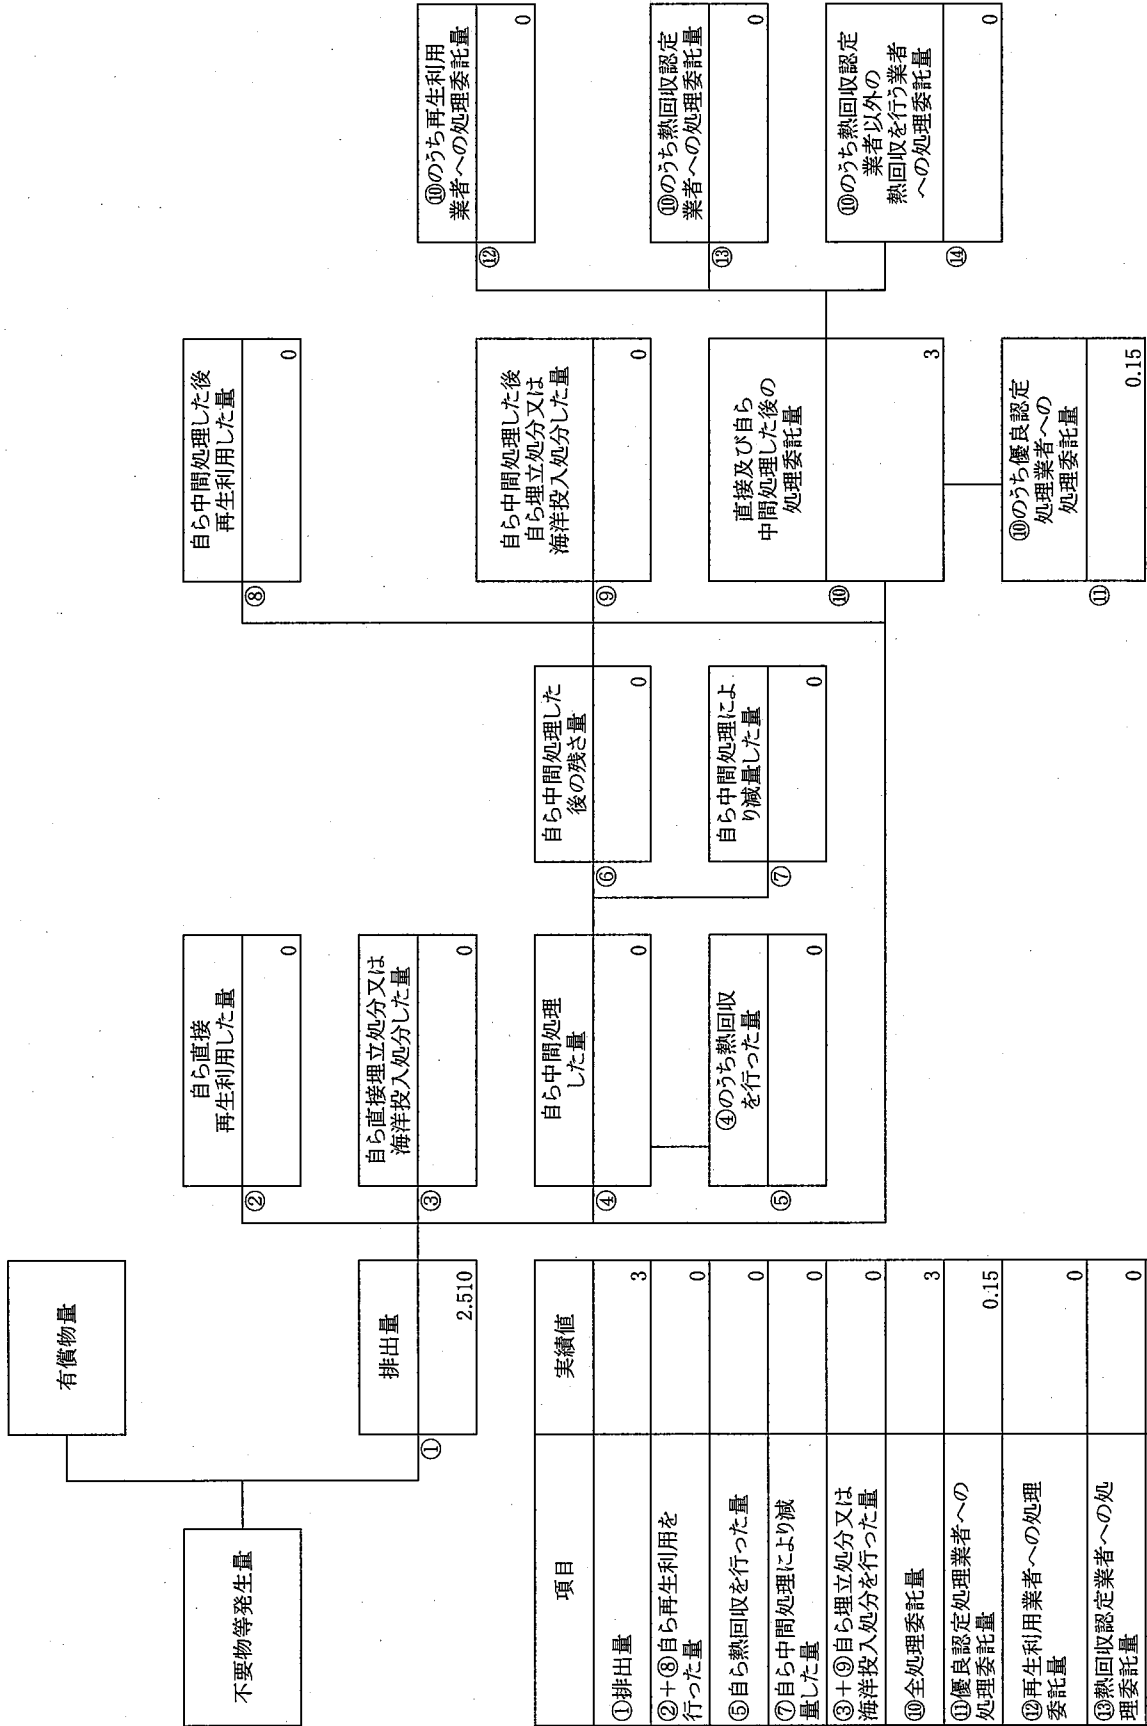 有償物量
不要物等発生量
排出量
①
2.510
自ら直接
再生利用した量
②
0
自ら直接埋立処分又は
海洋投入処分した量
③
0
自ら中間処理
した量
④
0
④のうち熱回収
を行った量
⑤
0
自ら中間処理した
後の残さ量
⑥
0
自ら中間処理によ
り減量した量
⑦
0
自ら中間処理した後
再生利用した量
⑧
0
自ら中間処理した後
自ら埋立処分又は
海洋投入処分した量
⑨
0
直接及び自ら
中間処理した後の
処理委託量
⑩
3
⑩のうち優良認定
処理業者への
処理委託量
⑪
0.15
⑩のうち再生利用
業者への処理委託量
⑫
0
⑩のうち熱回収認定
業者への処理委託量
⑬
0
⑩のうち熱回収認定
業者以外の
熱回収を行う業者
への処理委託量
⑭
0
項目 実績値
①排出量 3
②+⑧自ら再生利用を
行った量 0
⑤自ら熱回収を行った量 0
⑦自ら中間処理により減
量した量 0
③+⑨自ら埋立処分又は
海洋投入処分を行った量 0
⑩全処理委託量 3
⑪優良認定処理業者への
処理委託量 0.15
⑫再生利用業者への処理
委託量 0
⑬熱回収認定業者への処
理委託量 0